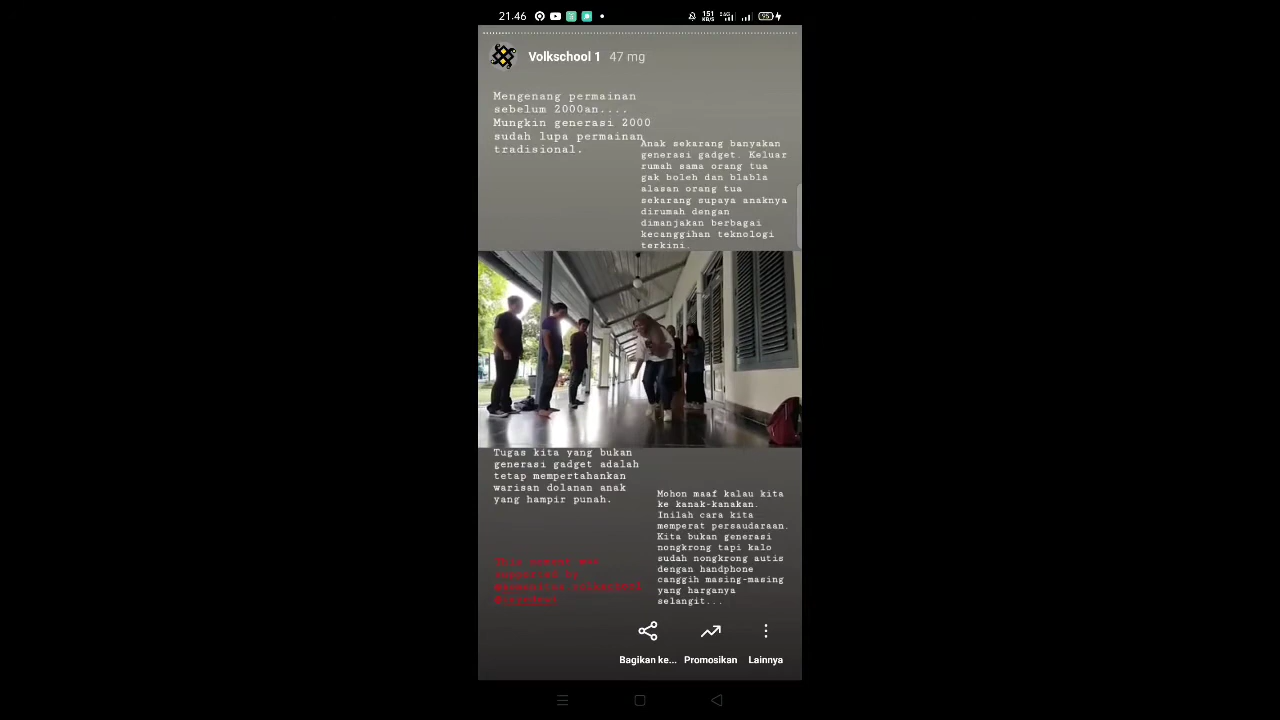 21.46
151
KB/S
95
Volkschool 1 47 mg
Mengenang permainan
sebelum 2000an....
Mungkin generasi 2000
sudah lupa permainan
tradisional.
Anak sekarang banyakan
generasi gadget. Keluar
rumah sama orang tua
gak boleh dan blabla
alasan orang tua
sekarang supaya anaknya
dirumah dengan
dimanjakan berbagai
kecanggihan teknologi
terkini.
Tugas kita yang bukan
generasi gadget adalah
tetap mempertahankan
warisan dolanan anak
yang hampir punah.
Mohon maaf kalau kita
ke kanak-kanakan.
Inilah cara kita
memperat persaudaraan.
Kita bukan generasi
nongkrong tapi kalo
sudah nongkrong autis
dengan handphone
canggih masing-masing
yang harganya
selangit...
Bagikan ke... Promosikan Lainnya